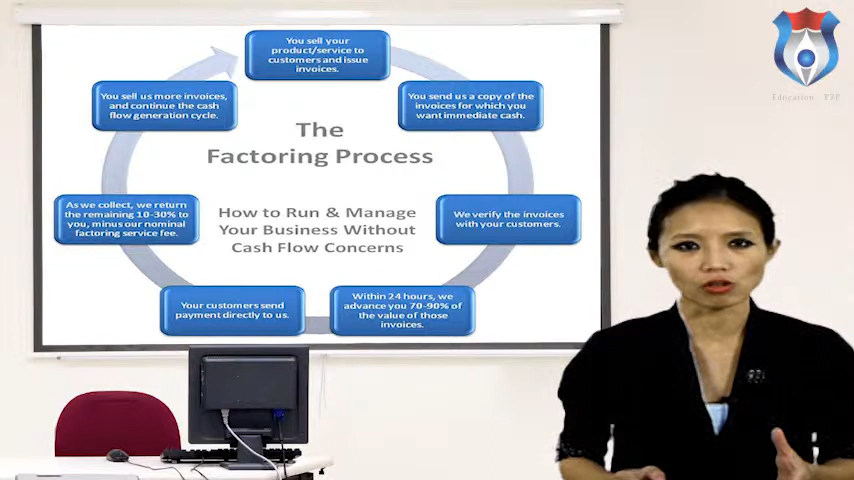 You sell your
product/service to
customers and issue
invoices.
You send us a copy of the
invoices for which you
want immediate cash.
We verify the invoices
with your customers.
Within 24 hours, we
advance you 70-90% of
the value of those
invoices.
Your customers send
payment directly to us.
As we collect, we return
the remaining 10-30% to
you, minus our nominal
factoring service fee.
You sell us more invoices,
and continue the cash
flow generation cycle.
The
Factoring Process
How to Run & Manage
Your Business Without
Cash Flow Concerns